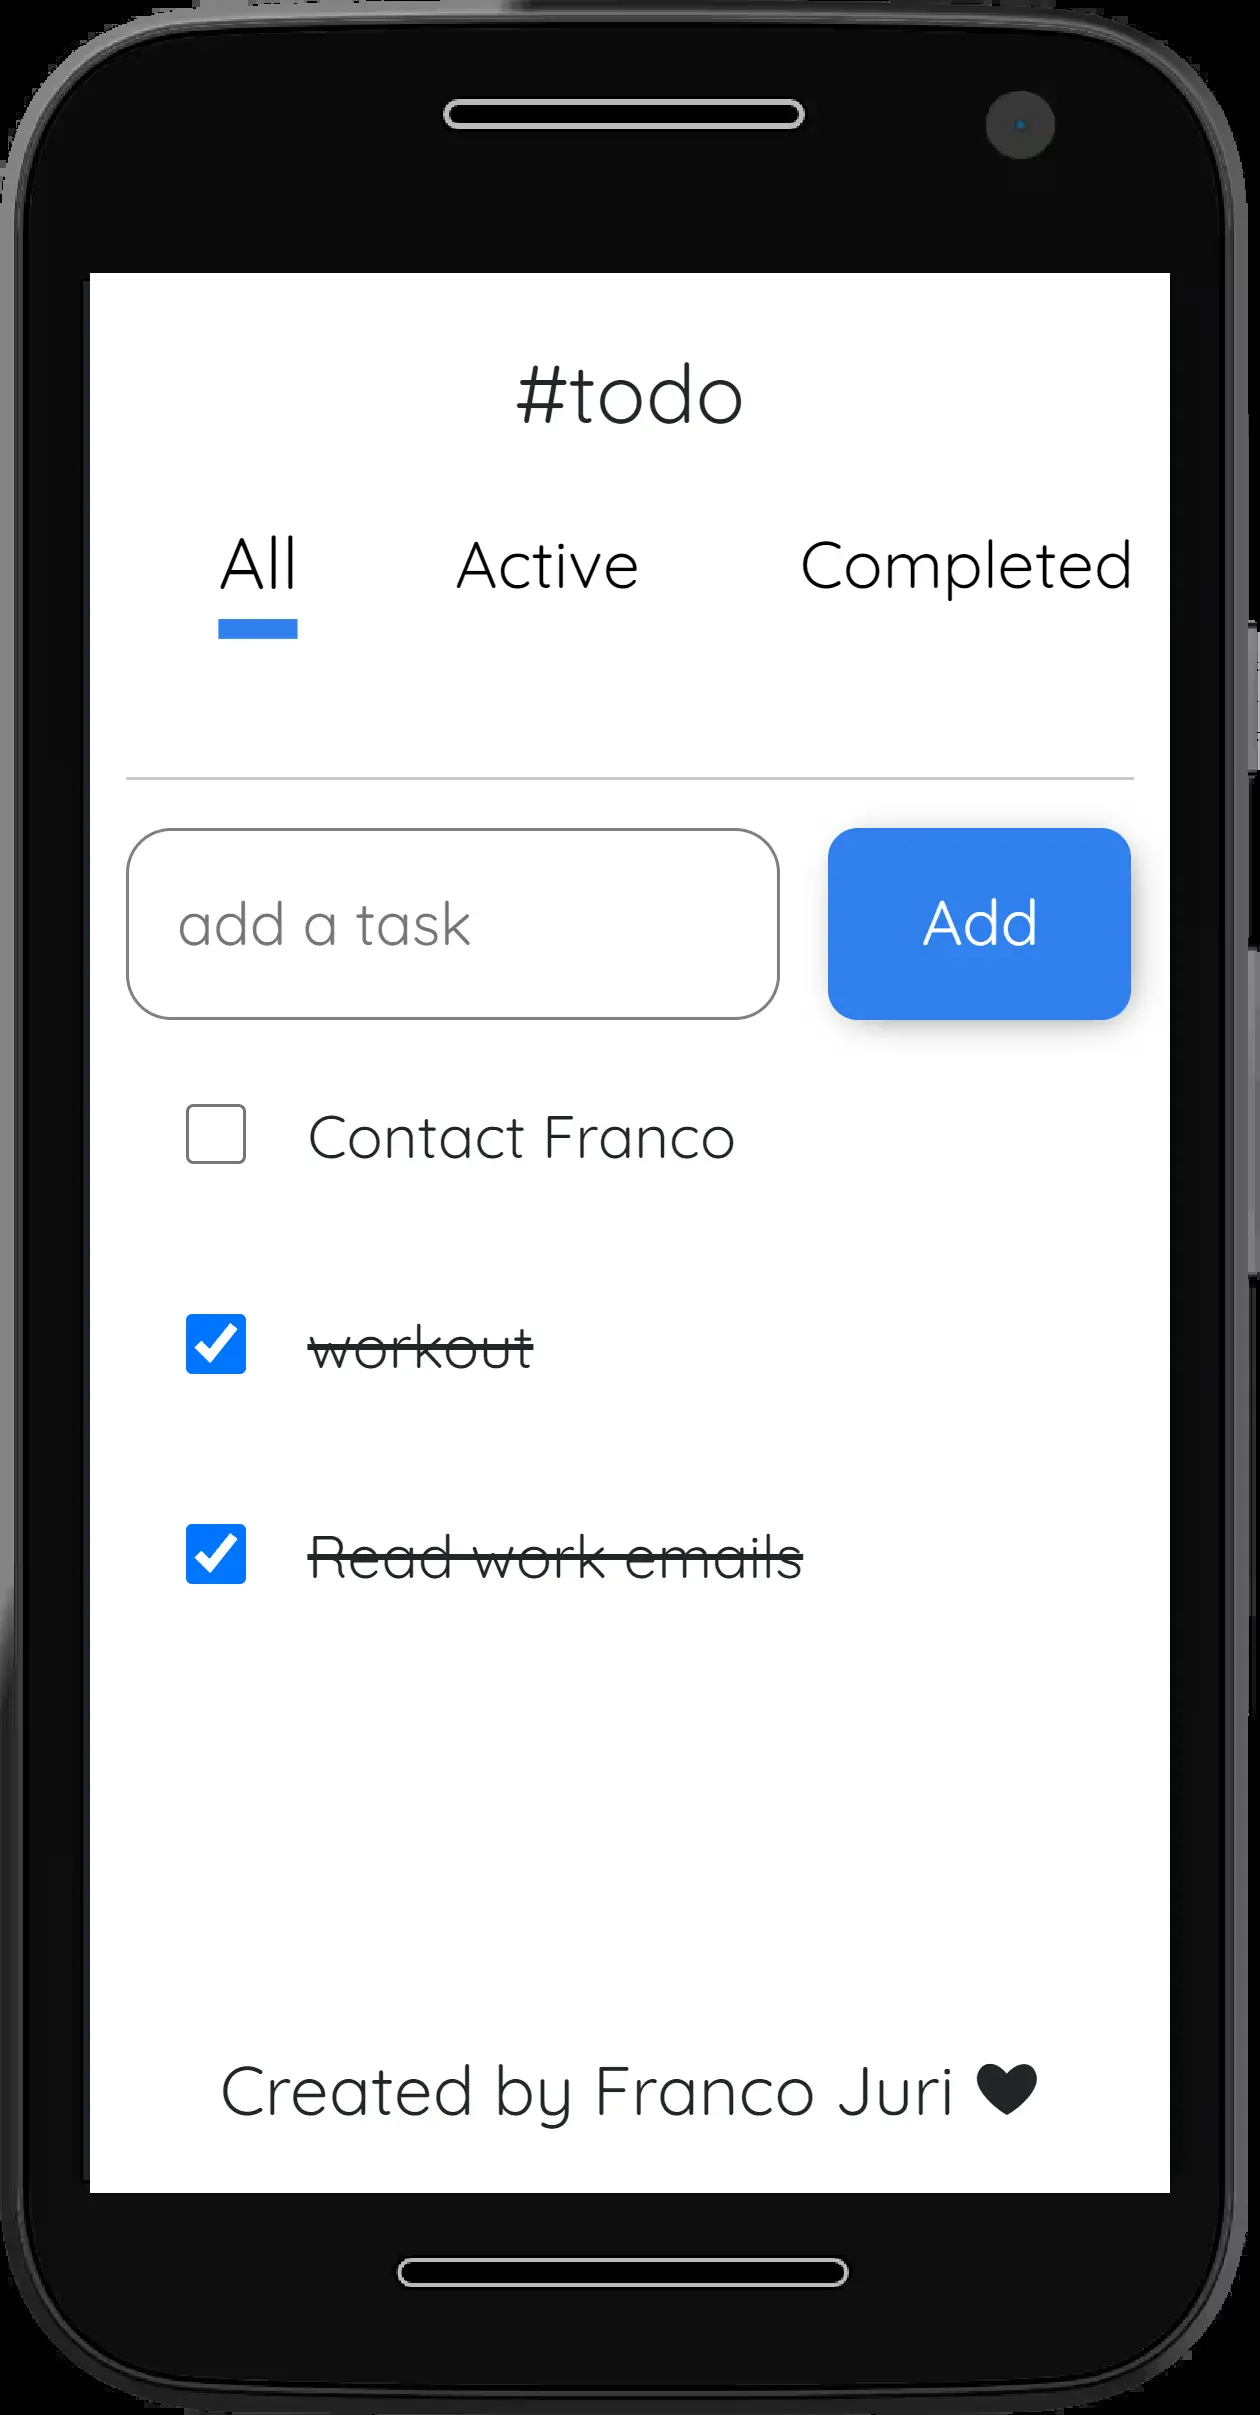 #todo
All Active Completed
add a task Add
Contact Franco
workout
Read work emails
Created by Franco Juri 🖤